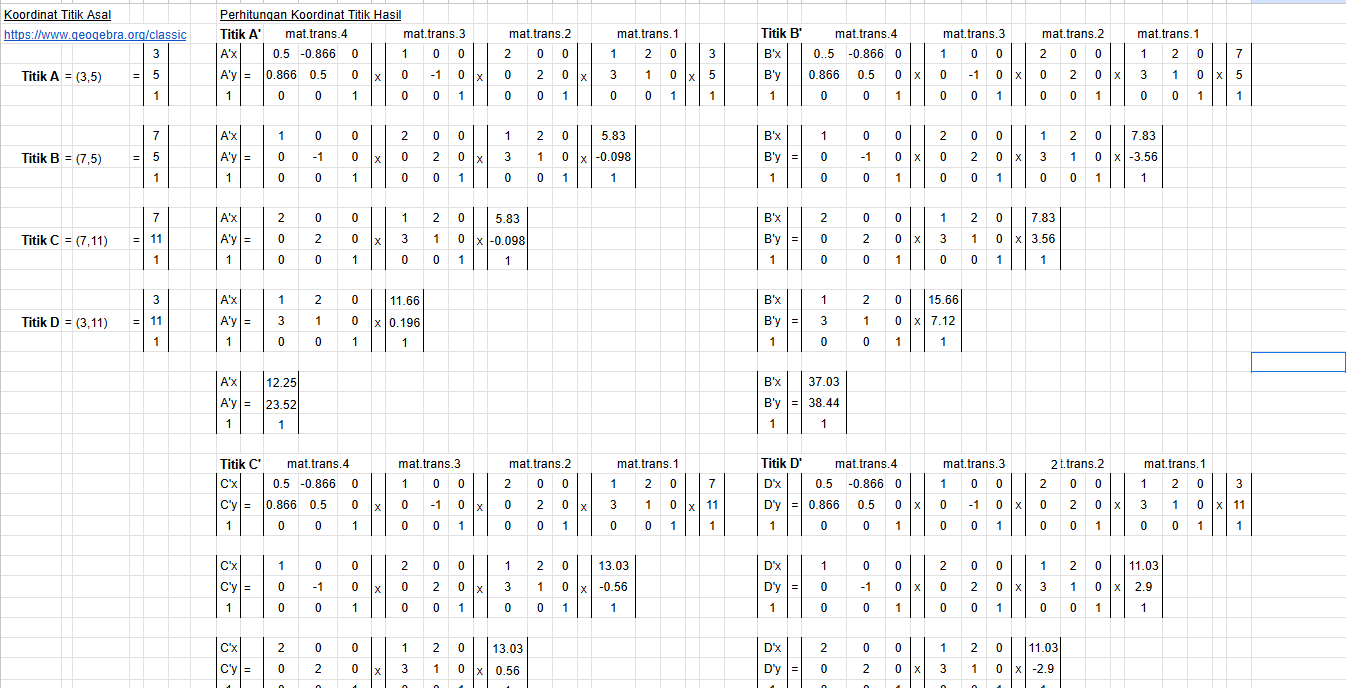 Koordinat Titik Asal Perhitungan Koordinat Titik Hasil
https://www.geogebra.org/classic Titik A' mat.trans.4 mat.trans.3 mat.trans.2 mat.trans.1 Titik B' mat.trans.4 mat.trans.3 mat.trans.2 mat.trans.1
3 A'x 0.5 -0.866 0 1 0 0 2 0 0 1 2 0 3 B'x 0..5 -0.866 0 1 0 0 2 0 0 1 2 0 7
Titik A = (3,5) = 5 A'y = 0.866 0.5 0 x 0 -1 0 x 0 2 0 x 3 1 0 x 5 B'y 0.866 0.5 0 x 0 -1 0 x 0 2 0 x 3 1 0 x 5
1 1 0 0 1 0 0 1 0 0 1 0 0 1 1 1 0 0 1 0 0 1 0 0 1 0 0 1 1
7 A'x 1 0 0 2 0 0 1 2 0 5.83 B'x 1 0 0 2 0 0 1 2 0 7.83
Titik B = (7,5) = 5 A'y = 0 -1 0 x 0 2 0 x 3 1 0 x -0.098 B'y = 0 -1 0 x 0 2 0 x 3 1 0 x -3.56
1 1 0 0 1 0 0 1 0 0 1 1 1 0 0 1 0 0 1 0 0 1 1
7 A'x 2 0 0 1 2 0 5.83 B'x 2 0 0 1 2 0 7.83
Titik C = (7,11) = 11 A'y = 0 2 0 x 3 1 0 x -0.098 B'y = 0 2 0 x 3 1 0 x 3.56
1 1 0 0 1 0 0 1 1 1 0 0 1 0 0 1 1
3 A'x 1 2 0 11.66 B'x 1 2 0 15.66
Titik D = (3,11) = 11 A'y = 3 1 0 x 0.196 B'y = 3 1 0 x 7.12
1 1 0 0 1 1 1 0 0 1 1
A'x 12.25 B'x 37.03
A'y = 23.52 B'y = 38.44
1 1 1 1
Titik C' mat.trans.4 mat.trans.3 mat.trans.2 mat.trans.1 Titik D' mat.trans.4 mat.trans.3 2 t.trans.2 mat.trans.1
C'x 0.5 -0.866 0 1 0 0 2 0 0 1 2 0 7 D'x 0.5 -0.866 0 1 0 0 2 0 0 1 2 0 3
C'y = 0.866 0.5 0 x 0 -1 0 x 0 2 0 x 3 1 0 x 11 D'y = 0.866 0.5 0 x 0 -1 0 x 0 2 0 x 3 1 0 x 11
1 0 0 1 0 0 1 0 0 1 0 0 1 1 1 0 0 1 0 0 1 0 0 1 0 0 1 1
C'x 1 0 0 2 0 0 1 2 0 13.03 D'x 1 0 0 2 0 0 1 2 0 11.03
C'y = 0 -1 0 x 0 2 0 x 3 1 0 x -0.56 D'y = 0 -1 0 x 0 2 0 x 3 1 0 x 2.9
1 0 0 1 0 0 1 0 0 1 1 1 0 0 1 0 0 1 0 0 1 1
C'x 2 0 0 1 2 0 13.03 D'x 2 0 0 1 2 0 11.03
C'y = 0 2 0 x 3 1 0 x 0.56 D'y = 0 2 0 x 3 1 0 x -2.9